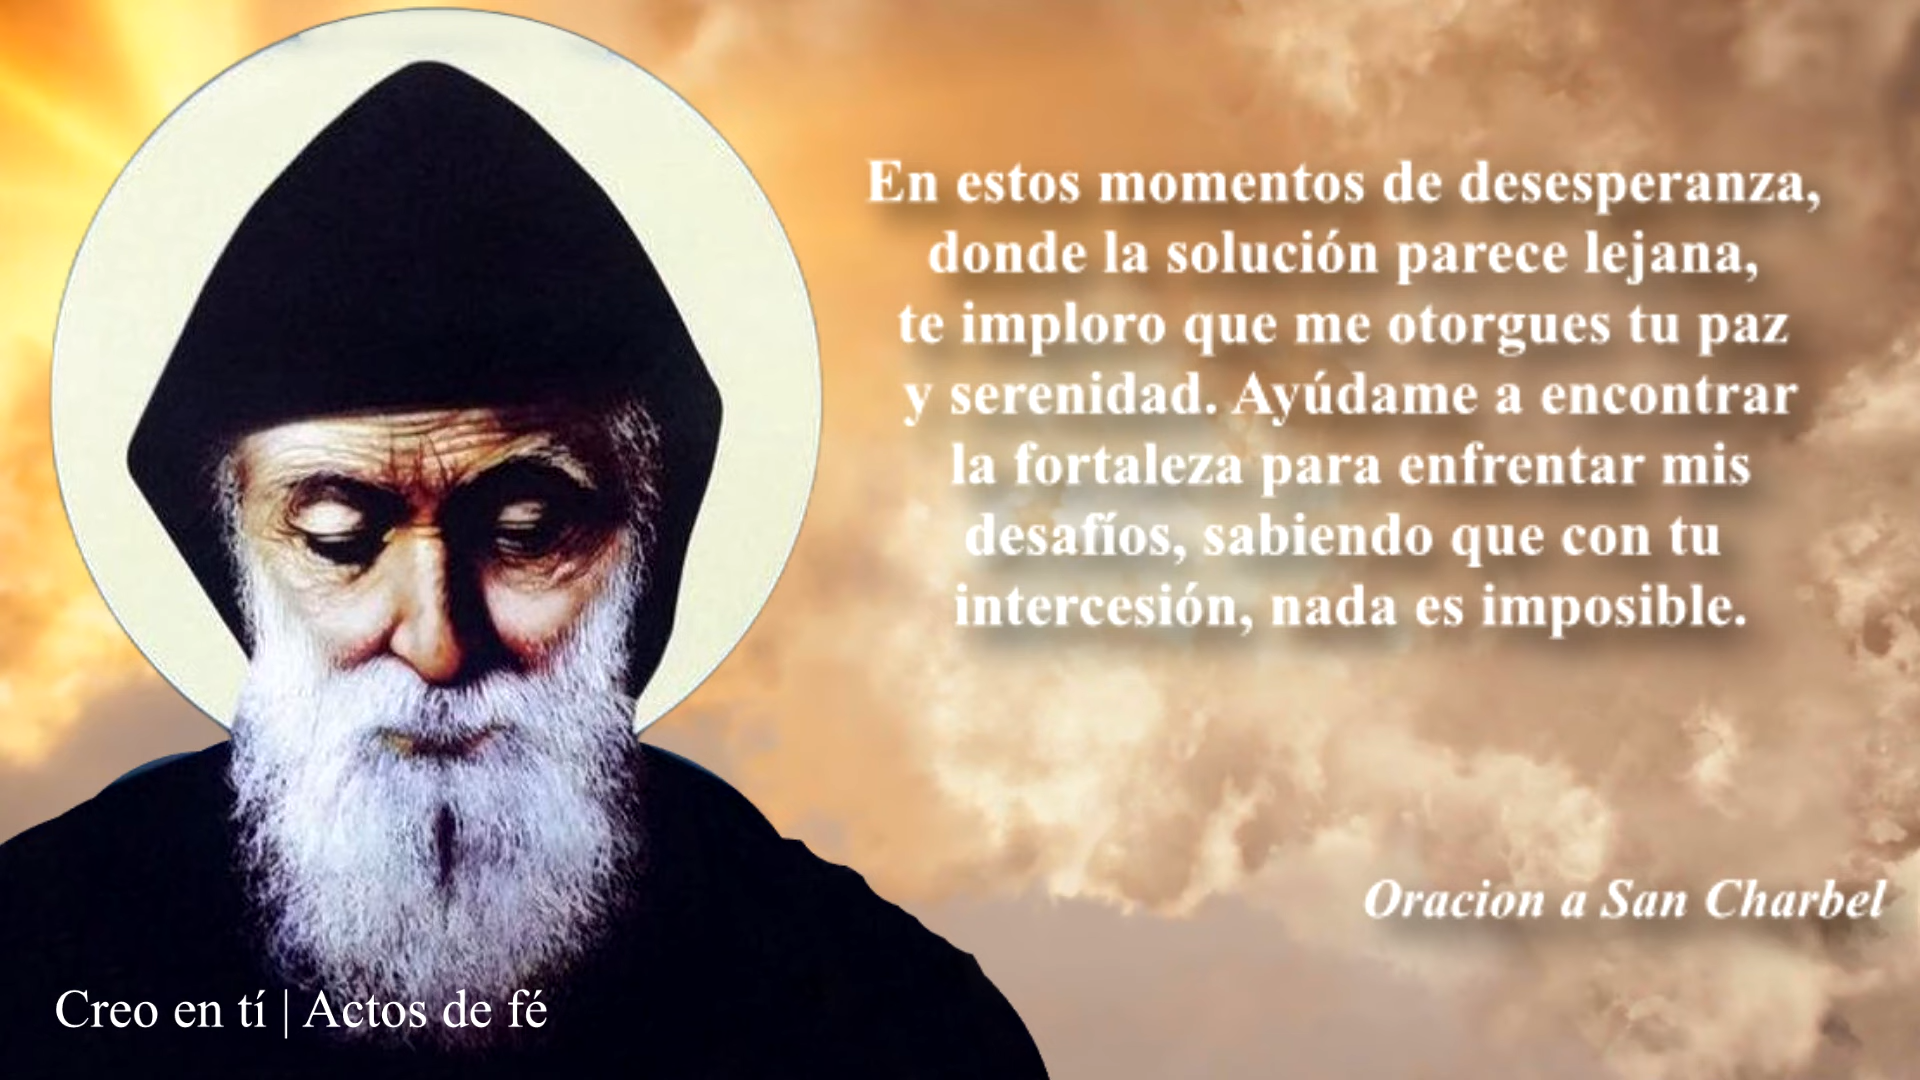 En estos momentos de desesperanza,
donde la solución parece lejana,
te imploro que me otorgues tu paz
y serenidad. Ayúdame a encontrar
la fortaleza para enfrentar mis
desafíos, sabiendo que con tu
intercesión, nada es imposible.
Oracion a San Charbel
Creo en tí | Actos de fé